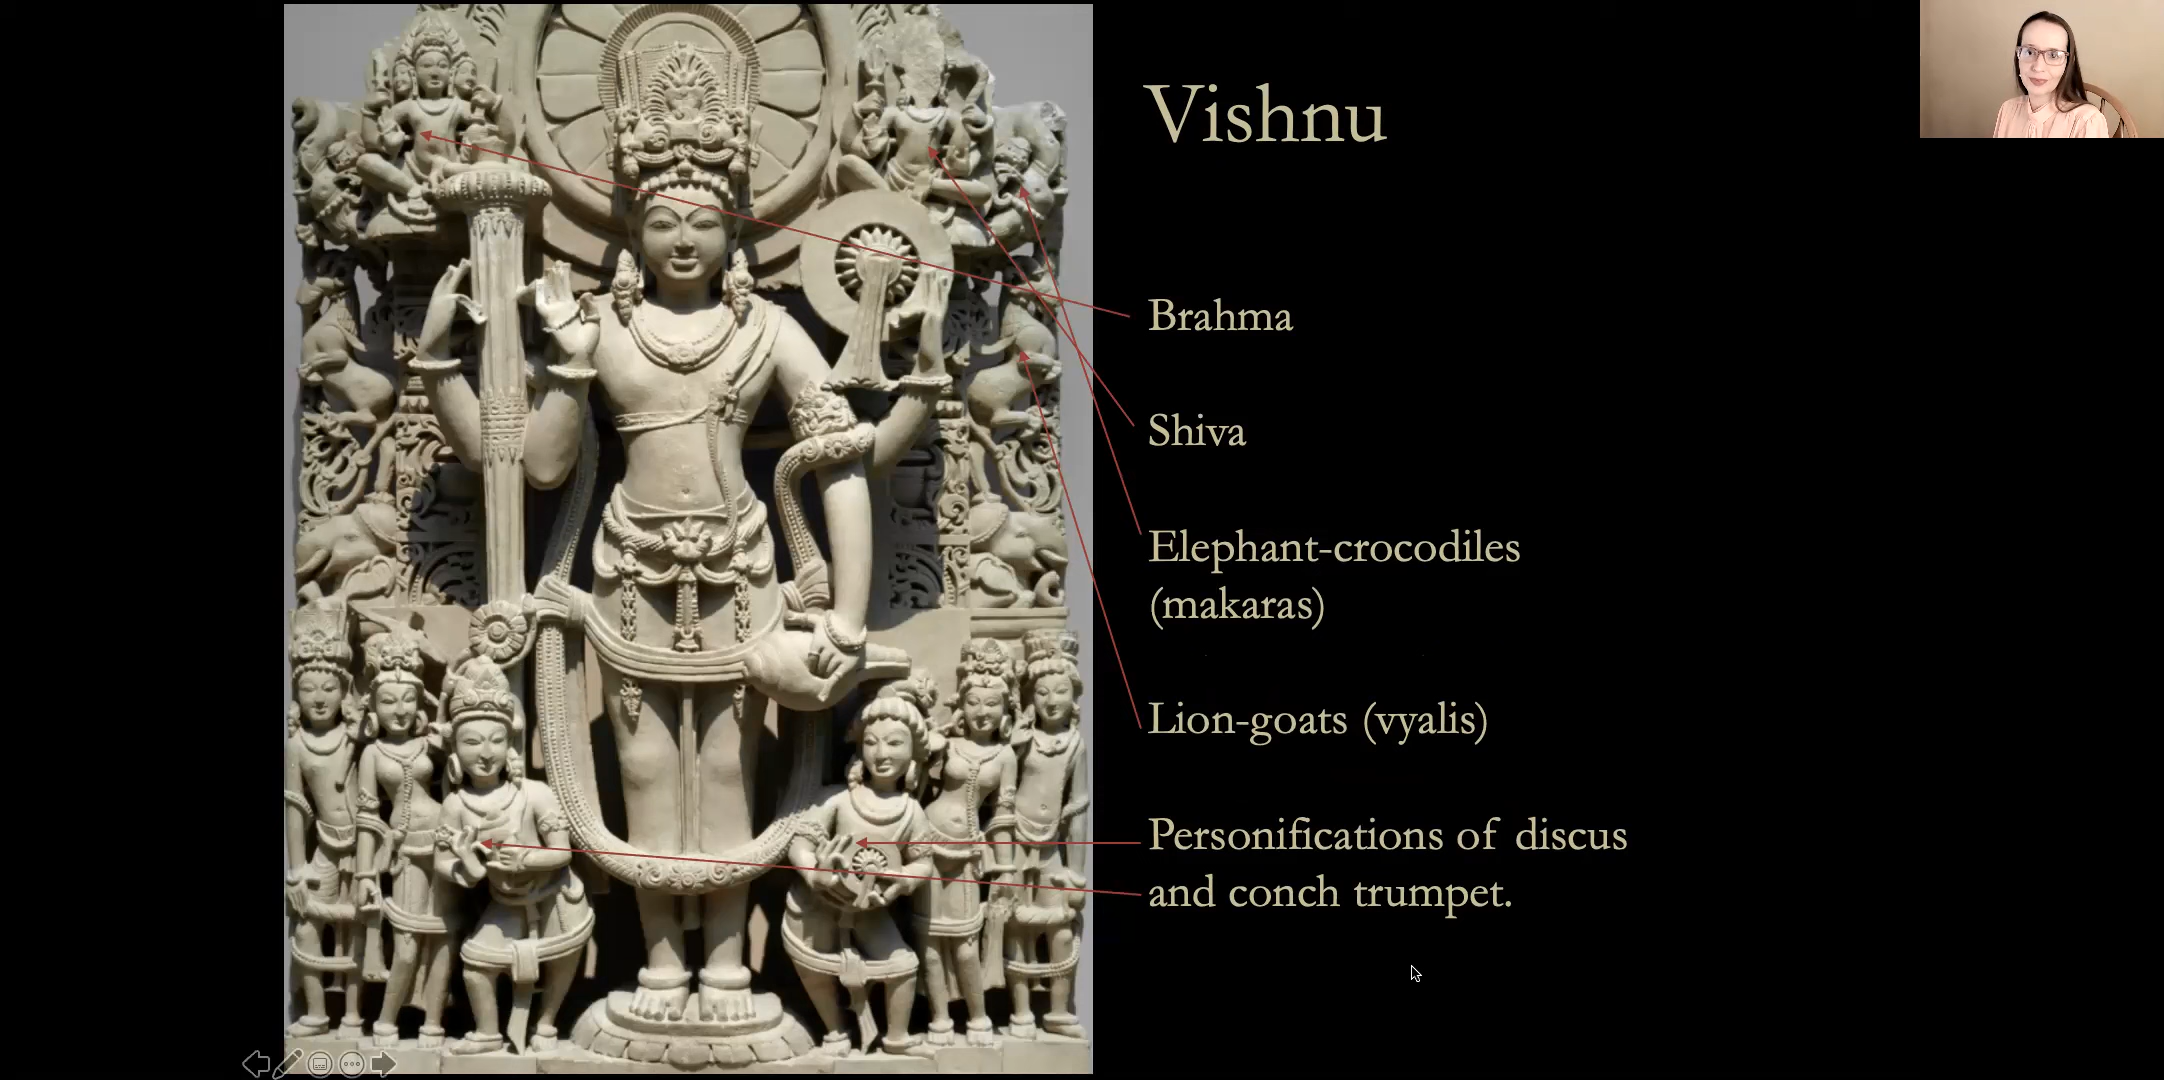 Vishnu
Brahma
Shiva
Elephant-crocodiles
(makaras)
Lion-goats (vyalis)
Personifications of discus
and conch trumpet.